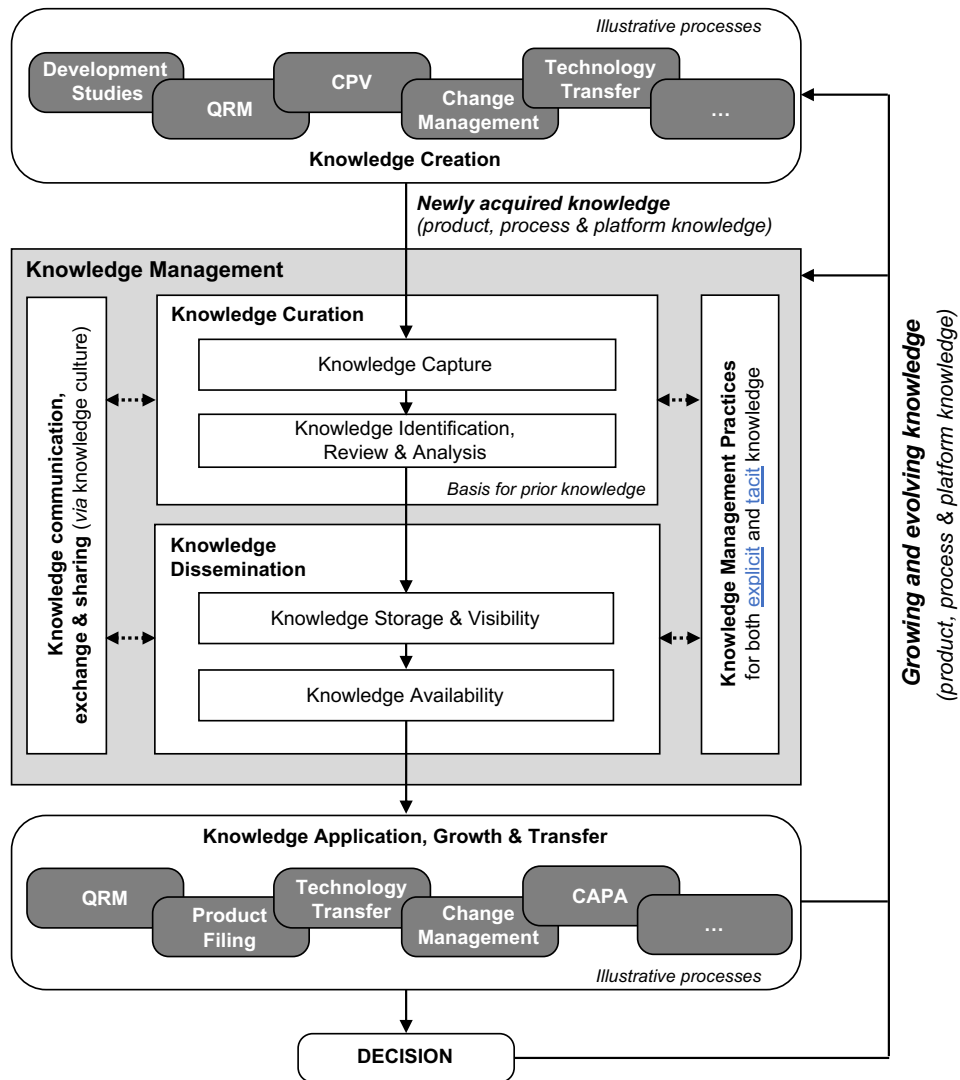 Illustrative processes
Development
Studies
QRM
CPV
Change
Management
Technology
Transfer
...
Knowledge Creation
Newly acquired knowledge
(product, process & platform knowledge)
Knowledge Management
Knowledge communication,
exchange & sharing (via knowledge culture)
Knowledge Curation
Knowledge Capture
Knowledge Identification,
Review & Analysis
Basis for prior knowledge
Knowledge
Dissemination
Knowledge Storage & Visibility
Knowledge Availability
Knowledge Management Practices
for both explicit and tacit knowledge
Growing and evolving knowledge
(product, process & platform knowledge)
Knowledge Application, Growth & Transfer
QRM
Product
Filing
Technology
Transfer
Change
Management
CAPA
...
Illustrative processes
DECISION